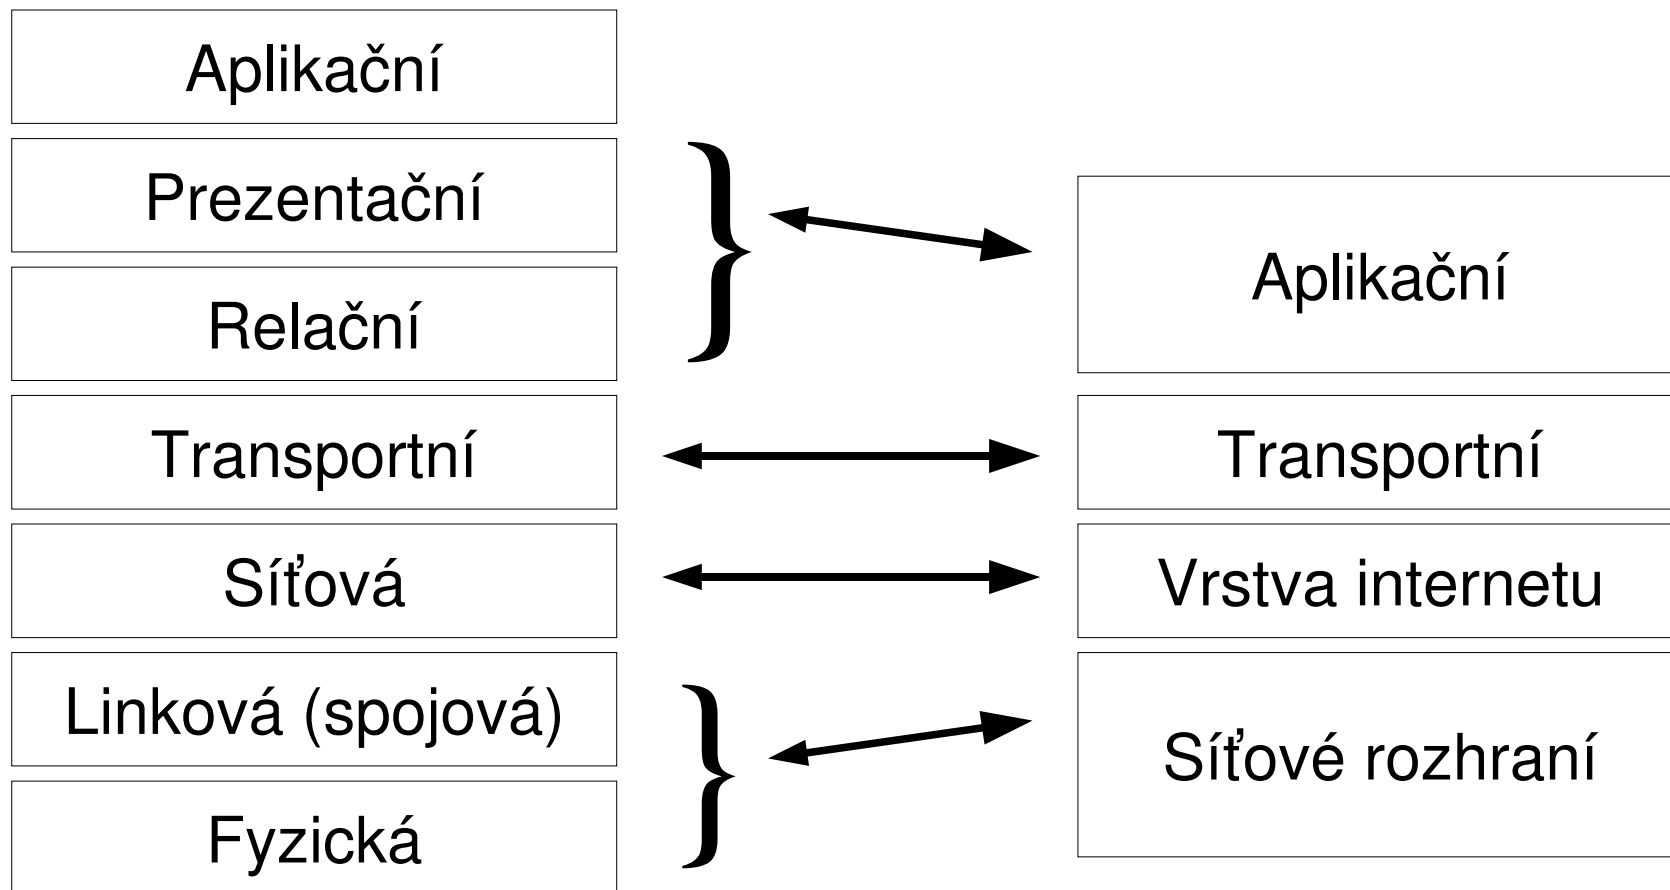 Aplikační
Prezentační
Relační
Transportní
Síťová
Linková (spojová)
Fyzická
Aplikační
Transportní
Vrstva internetu
Síťové rozhraní